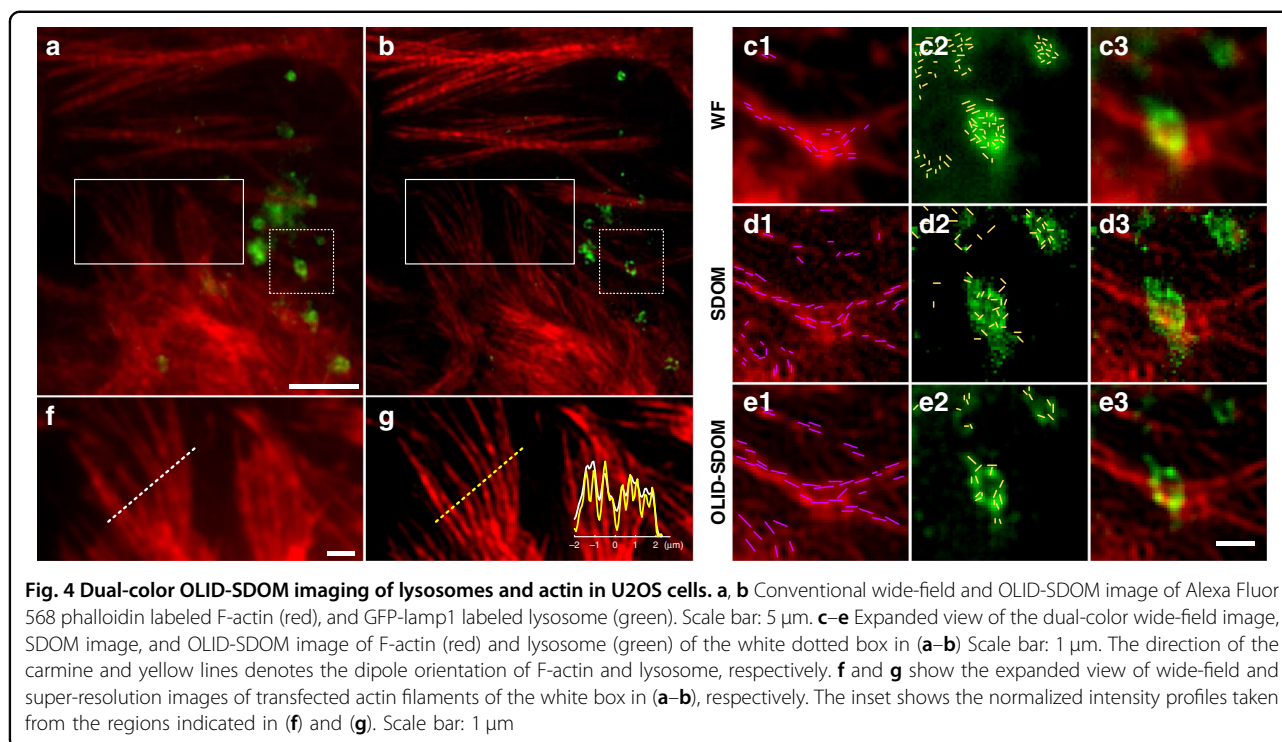 a
b
c1
c2
c3
WF
d1
d2
d3
SDOM
e1
e2
e3
OLID-SDOM
f
g
−2 −1 0 1 2 (μm)
Fig. 4 Dual-color OLID-SDOM imaging of lysosomes and actin in U2OS cells. a, b Conventional wide-field and OLID-SDOM image of Alexa Fluor
568 phalloidin labeled F-actin (red), and GFP-lamp1 labeled lysosome (green). Scale bar: 5 μm. c–e Expanded view of the dual-color wide-field image,
SDOM image, and OLID-SDOM image of F-actin (red) and lysosome (green) of the white dotted box in (a–b) Scale bar: 1 μm. The direction of the
carmine and yellow lines denotes the dipole orientation of F-actin and lysosome, respectively. f and g show the expanded view of wide-field and
super-resolution images of transfected actin filaments of the white box in (a–b), respectively. The inset shows the normalized intensity profiles taken
from the regions indicated in (f) and (g). Scale bar: 1 μm